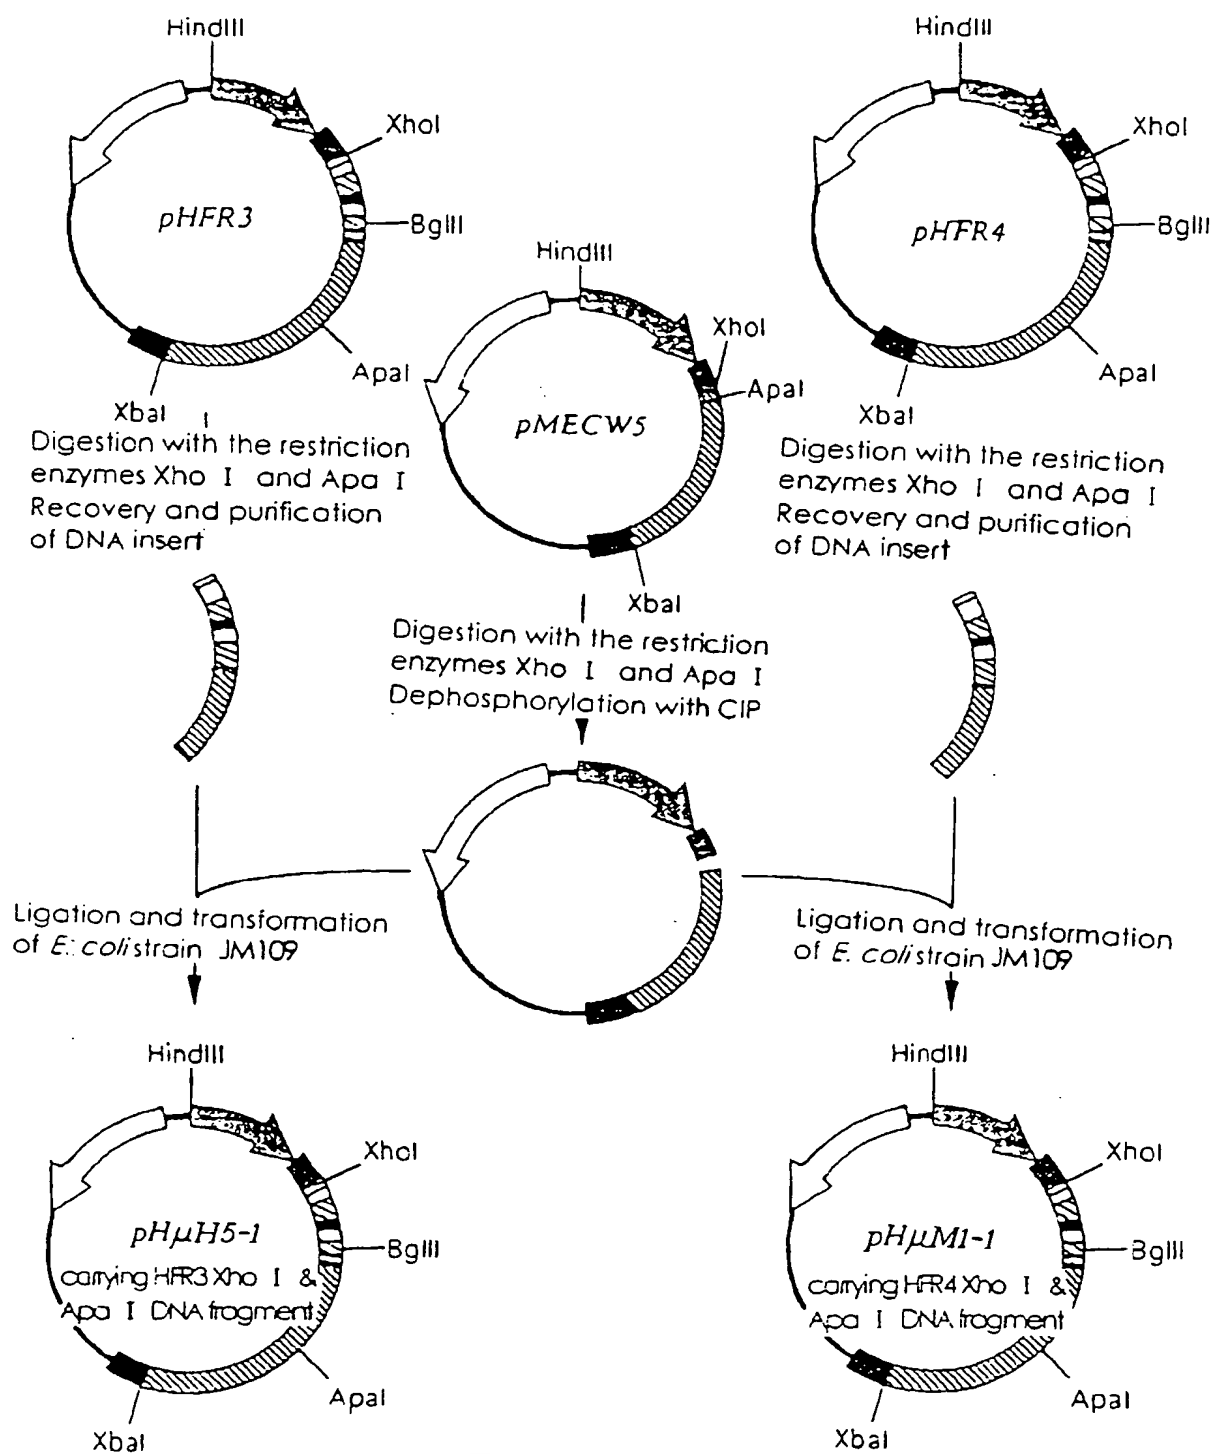 HindIII
XhoI
pHFR3
BglII
ApaI
XbaI
Digestion with the restriction
enzymes Xho I and Apa I
Recovery and purification
of DNA insert
HindIII
XhoI
ApaI
pMECW5
XbaI
Digestion with the restriction
enzymes Xho I and Apa I
Dephosphorylation with CIP
HindIII
XhoI
pHFR4
BglII
ApaI
XbaI
Digestion with the restriction
enzymes Xho I and Apa I
Recovery and purification
of DNA insert
Ligation and transformation
of E. coli strain JM109
Ligation and transformation
of E. coli strain JM109
HindIII
XhoI
pHμH5-1
BglII
carrying HFR3 Xho I &
Apa I DNA fragment
ApaI
XbaI
HindIII
XhoI
pHμM1-1
BglII
carrying HFR4 Xho I &
Apa I DNA fragment
ApaI
XbaI